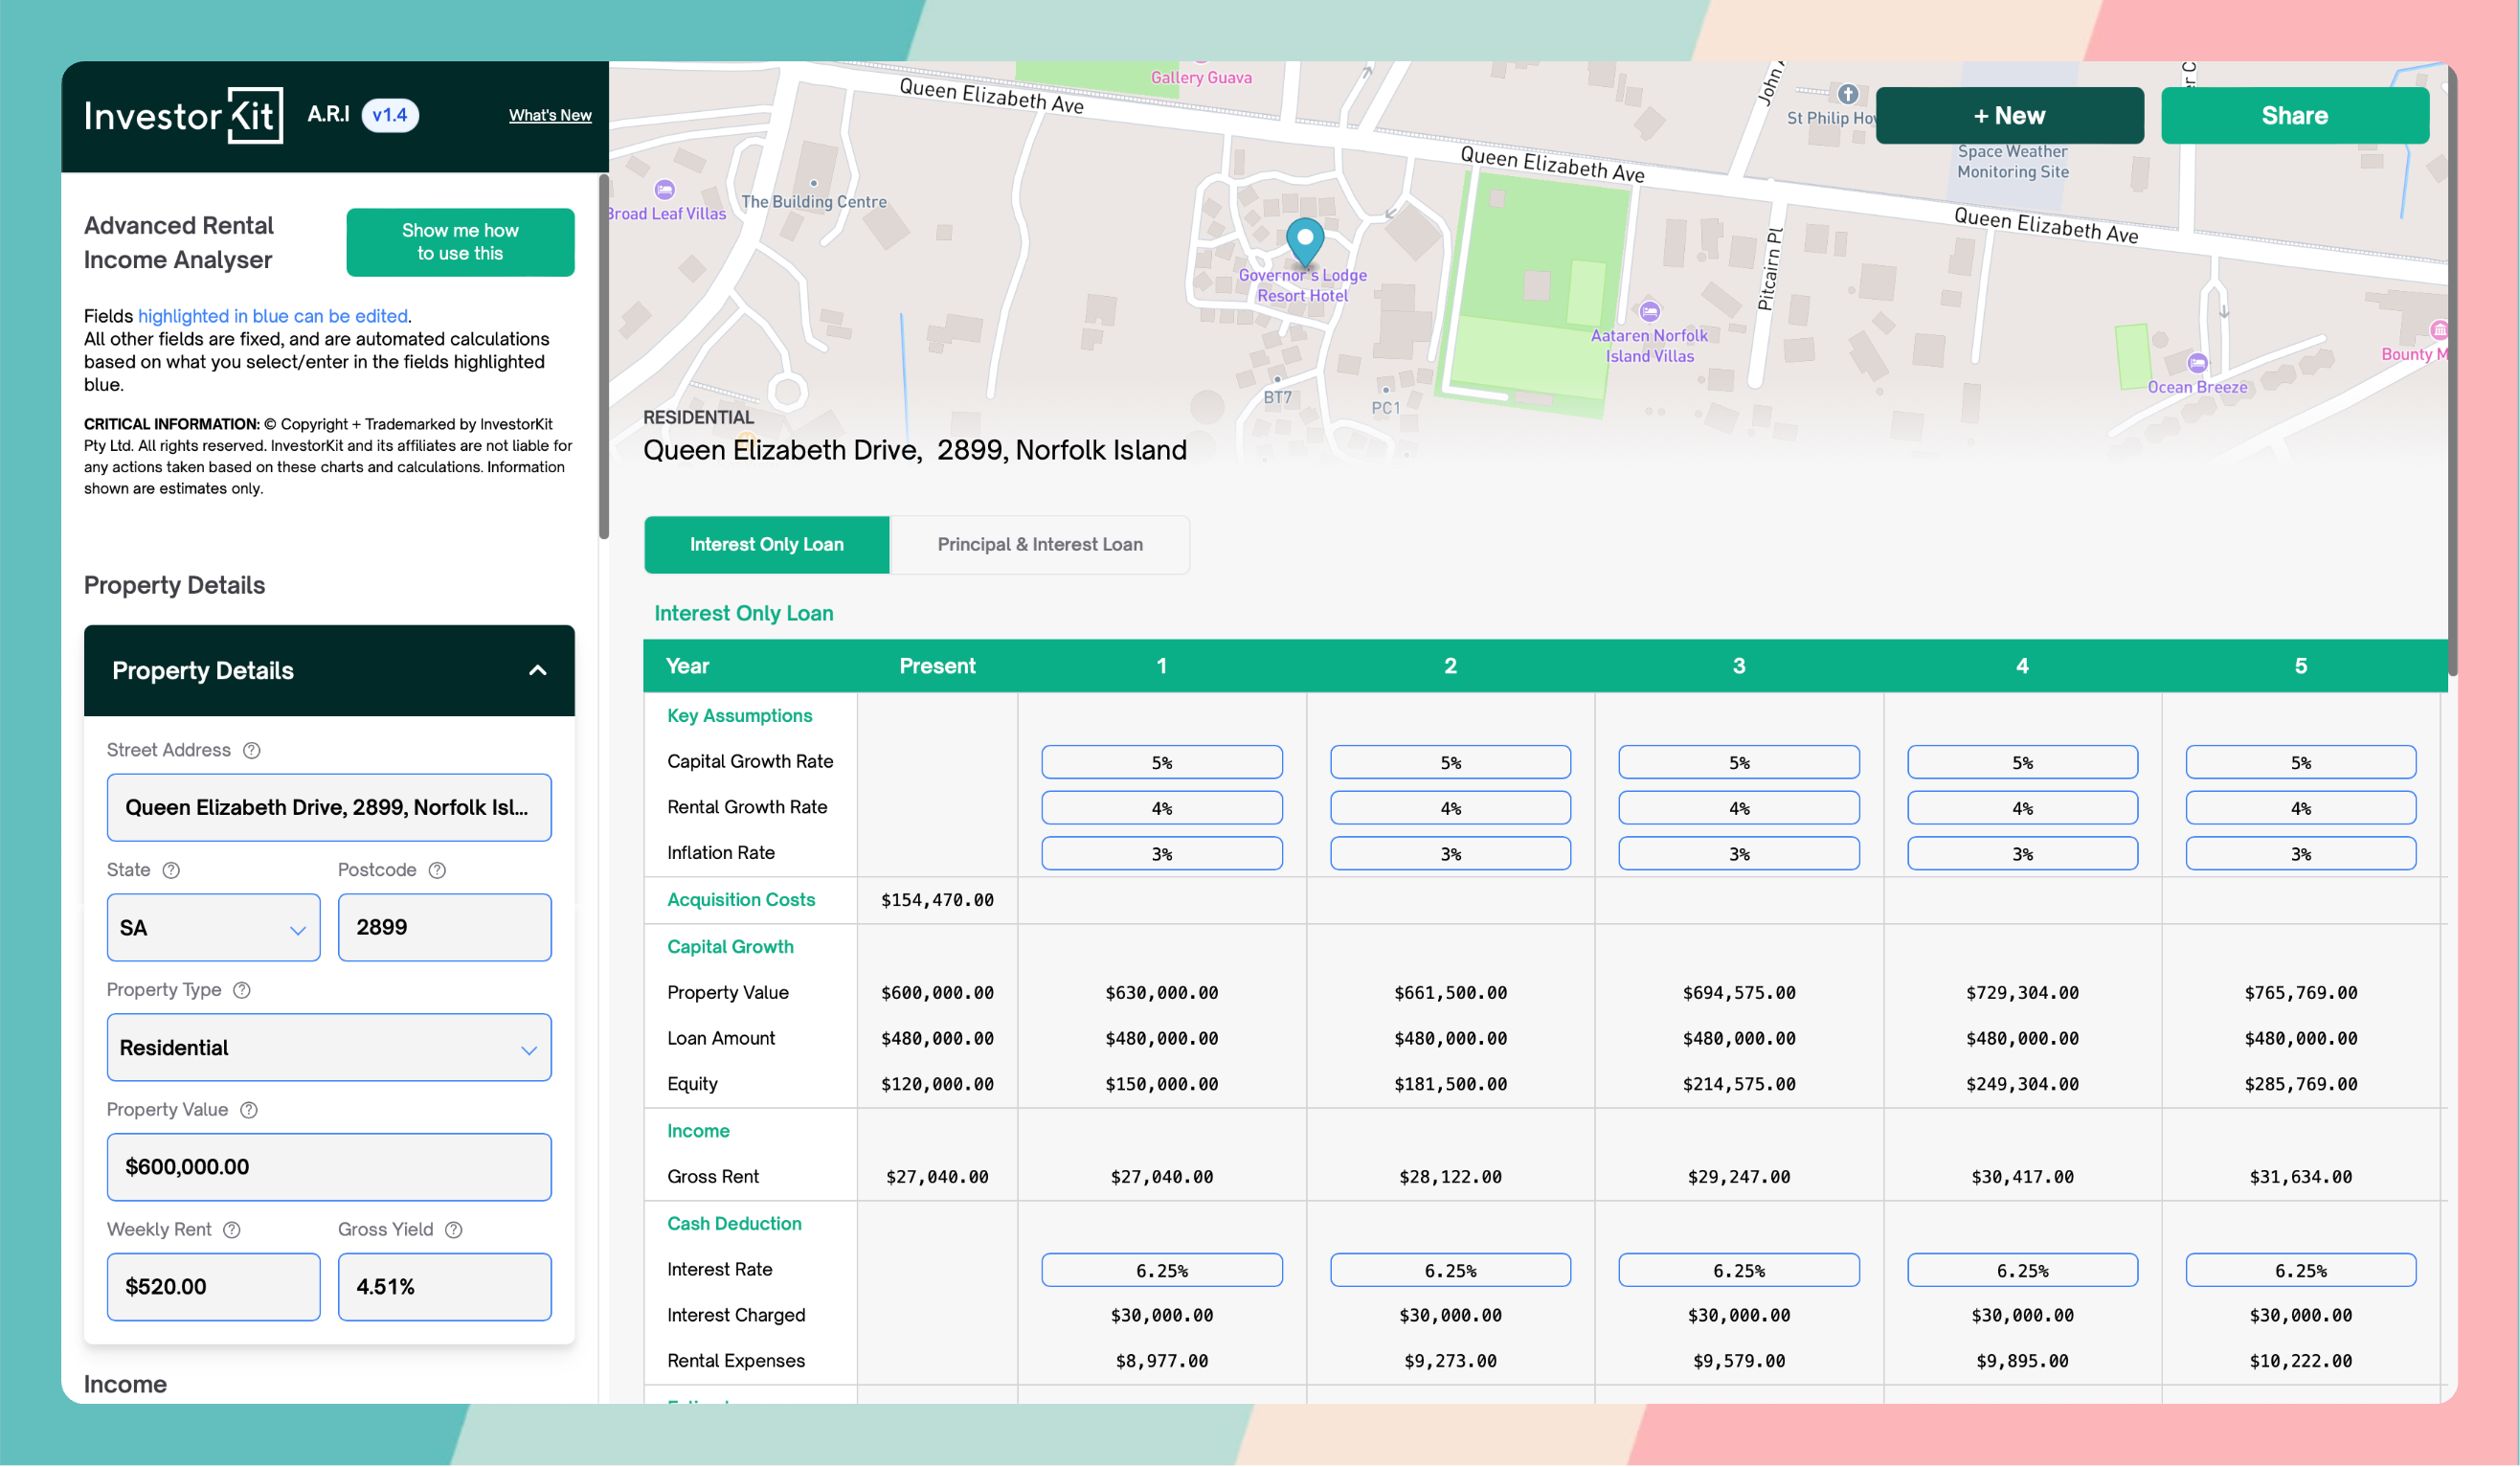 InvestorKit A.R.I v1.4 What's New
Advanced Rental
Income Analyser
Show me how
to use this
Fields highlighted in blue can be edited.
All other fields are fixed, and are automated calculations
based on what you select/enter in the fields highlighted
blue.
CRITICAL INFORMATION: © Copyright + Trademarked by InvestorKit
Pty Ltd. All rights reserved. InvestorKit and its affiliates are not liable for
any actions taken based on these charts and calculations. Information
shown are estimates only.
Property Details
Property Details
Street Address
Queen Elizabeth Drive, 2899, Norfolk Isl...
State Postcode
SA 2899
Property Type
Residential
Property Value
$600,000.00
Weekly Rent Gross Yield
$520.00 4.51%
Income
Gallery Guava
Queen Elizabeth Ave
Queen Elizabeth Ave
Queen Elizabeth Ave
St Philip
+ New
Share
Space Weather
Monitoring Site
The Building Centre
Broad Leaf Villas
Governor's Lodge
Resort Hotel
Pitcairn Pl
Aataren Norfolk
Island Villas
Bounty
Ocean Breeze
BT7
PC1
John
RESIDENTIAL
Queen Elizabeth Drive, 2899, Norfolk Island
Interest Only Loan Principal & Interest Loan
Interest Only Loan
Year Present 1 2 3 4 5
Key Assumptions
Capital Growth Rate 5% 5% 5% 5% 5%
Rental Growth Rate 4% 4% 4% 4% 4%
Inflation Rate 3% 3% 3% 3% 3%
Acquisition Costs $154,470.00
Capital Growth
Property Value $600,000.00 $630,000.00 $661,500.00 $694,575.00 $729,304.00 $765,769.00
Loan Amount $480,000.00 $480,000.00 $480,000.00 $480,000.00 $480,000.00 $480,000.00
Equity $120,000.00 $150,000.00 $181,500.00 $214,575.00 $249,304.00 $285,769.00
Income
Gross Rent $27,040.00 $27,040.00 $28,122.00 $29,247.00 $30,417.00 $31,634.00
Cash Deduction
Interest Rate 6.25% 6.25% 6.25% 6.25% 6.25%
Interest Charged $30,000.00 $30,000.00 $30,000.00 $30,000.00 $30,000.00
Rental Expenses $8,977.00 $9,273.00 $9,579.00 $9,895.00 $10,222.00